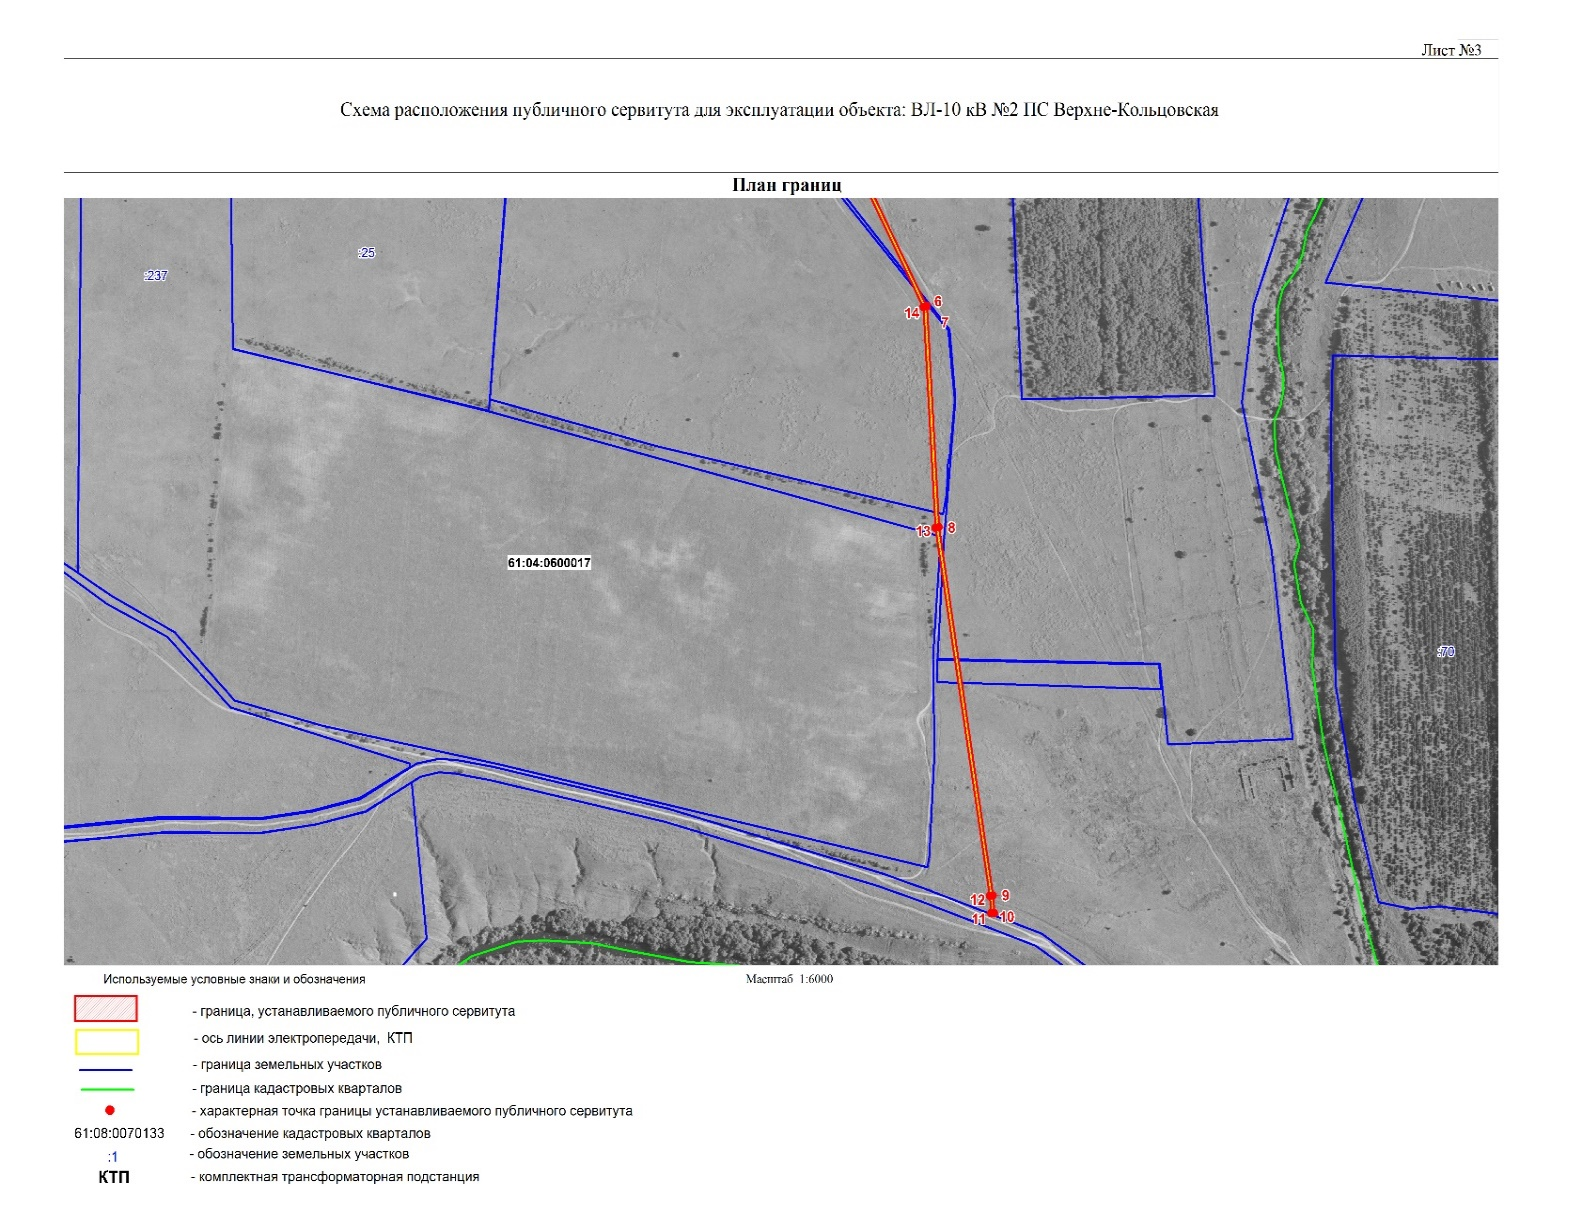 Лист №3
Схема расположения публичного сервитута для эксплуатации объекта: ВЛ-10 кВ №2 ПС Верхне-Кольцовская
План границ
:25
:237
6
14
7
13 8
61:04:0600017
:70
12 9
11 10
Используемые условные знаки и обозначения
Масштаб 1:6000
- граница, устанавливаемого публичного сервитута
- ось линии электропередачи, КТП
- граница земельных участков
- граница кадастровых кварталов
- характерная точка границы устанавливаемого публичного сервитута
61:08:0070133 - обозначение кадастровых кварталов
:1 - обозначение земельных участков
КТП - комплектная трансформаторная подстанция